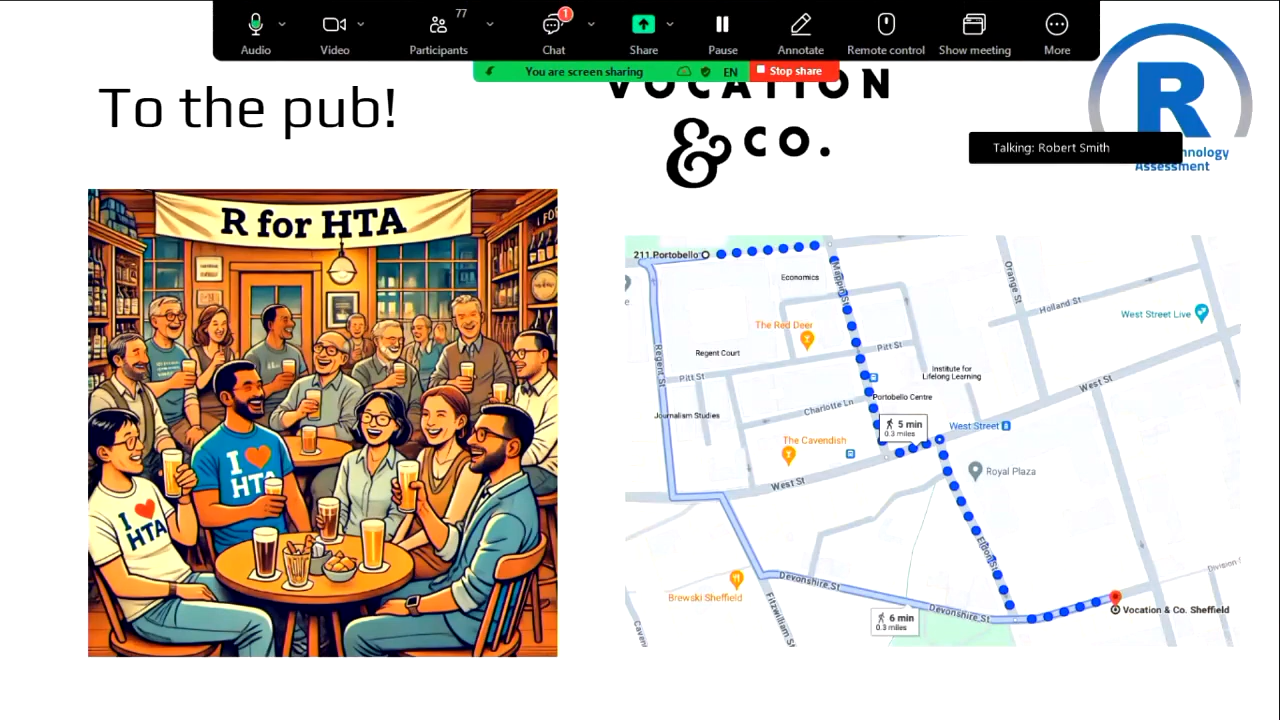 77
1
Audio
Video
Participants
Chat
Share
Pause
Annotate
Remote control
Show meeting
More
You are screen sharing
EN
Stop share
To the pub!
VOCATION
& CO.
R
Talking: Robert Smith
Assessment
R for HTA
I
HTA
I
HT
211 Portobello
Mappin St
Economics
Orange St
Holland St
West Street Live
The Red Deer
Regent Court
Regent St
Pitt St
Pitt St
Institute for
Lifelong Learning
West St
Portobello Centre
Charlotte Ln
Journalism Studies
5 min
0.3 miles
West Street
The Cavendish
Royal Plaza
West St
Eldon St
Devonshire St
Brewski Sheffield
Fitzwilliam St
Devonshire St
6 min
0.3 miles
Vocation & Co. Sheffield
Division